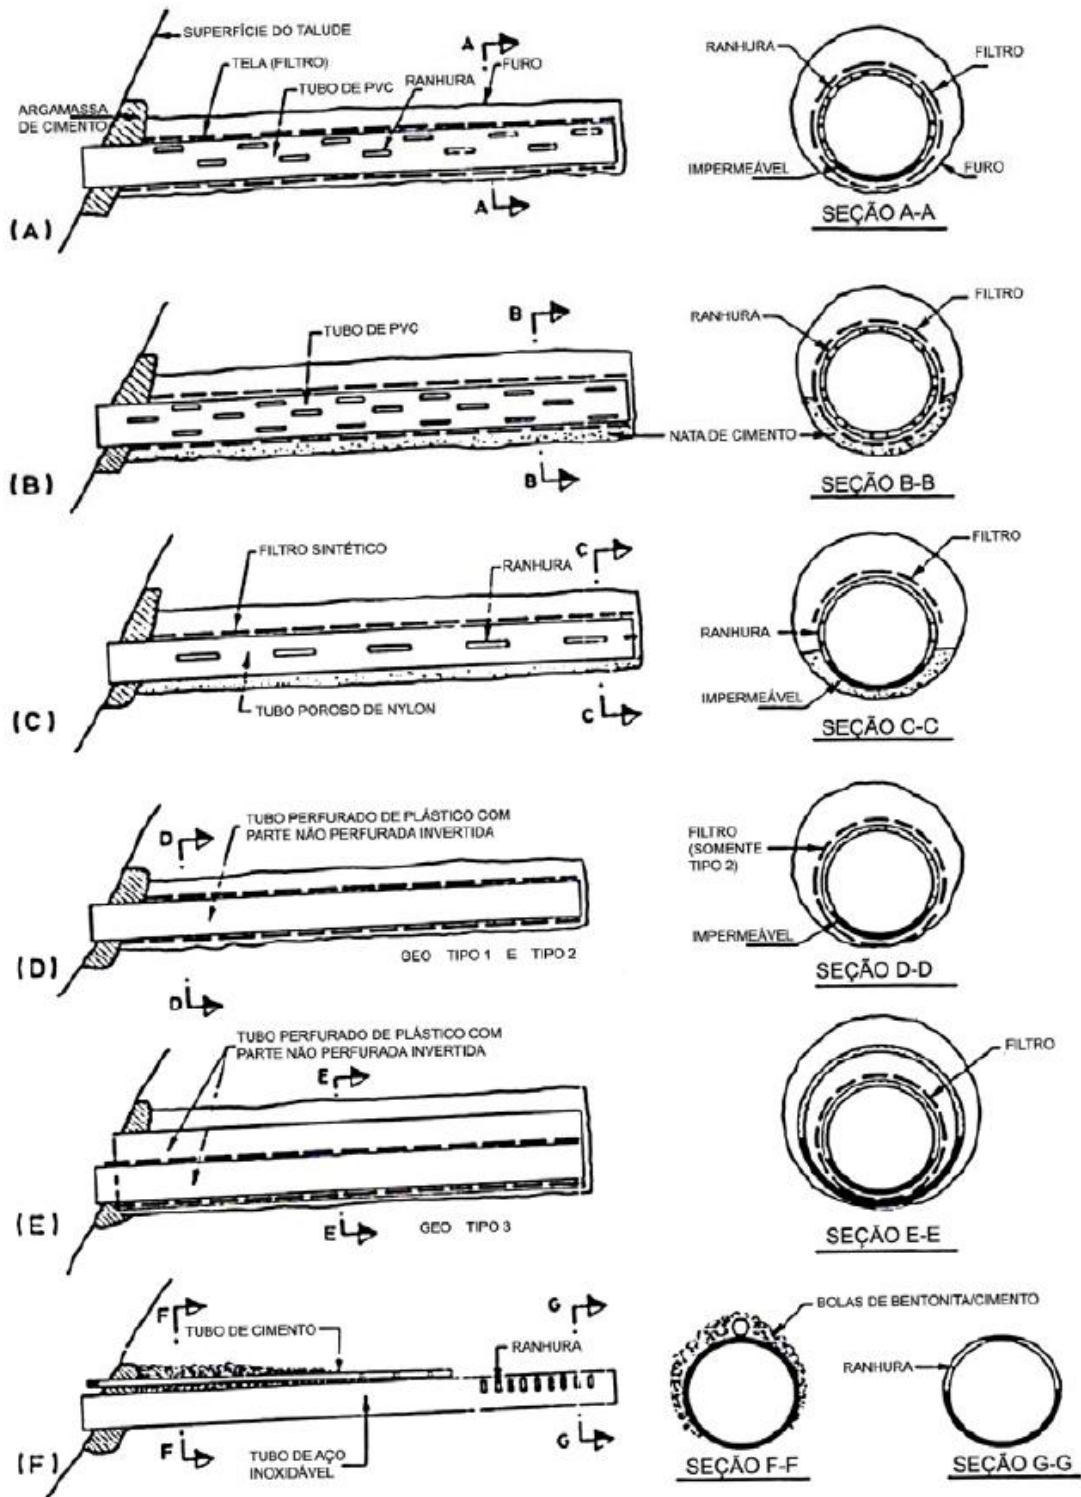 SUPERFÍCIE DO TALUDE
TELA (FILTRO)
TUBO DE PVC
RANHURA
A
FURO
ARGAMASSA
DE CIMENTO
A
(A)
RANHURA
FILTRO
IMPERMEÁVEL
FURO
SEÇÃO A-A
TUBO DE PVC
B
B
(B)
RANHURA
FILTRO
NATA DE CIMENTO
SEÇÃO B-B
FILTRO SINTÉTICO
RANHURA
C
TUBO POROSO DE NYLON
C
(C)
FILTRO
RANHURA
IMPERMEÁVEL
SEÇÃO C-C
TUBO PERFURADO DE PLÁSTICO COM
PARTE NÃO PERFURADA INVERTIDA
D
GEO TIPO 1 E TIPO 2
D
(D)
FILTRO
(SOMENTE
TIPO 2)
IMPERMEÁVEL
SEÇÃO D-D
TUBO PERFURADO DE PLÁSTICO COM
PARTE NÃO PERFURADA INVERTIDA
E
E
GEO TIPO 3
(E)
FILTRO
SEÇÃO E-E
F
TUBO DE CIMENTO
G
RANHURA
F
TUBO DE AÇO
INOXIDÁVEL
G
(F)
BOLAS DE BENTONITA/CIMENTO
RANHURA
SEÇÃO F-F
SEÇÃO G-G